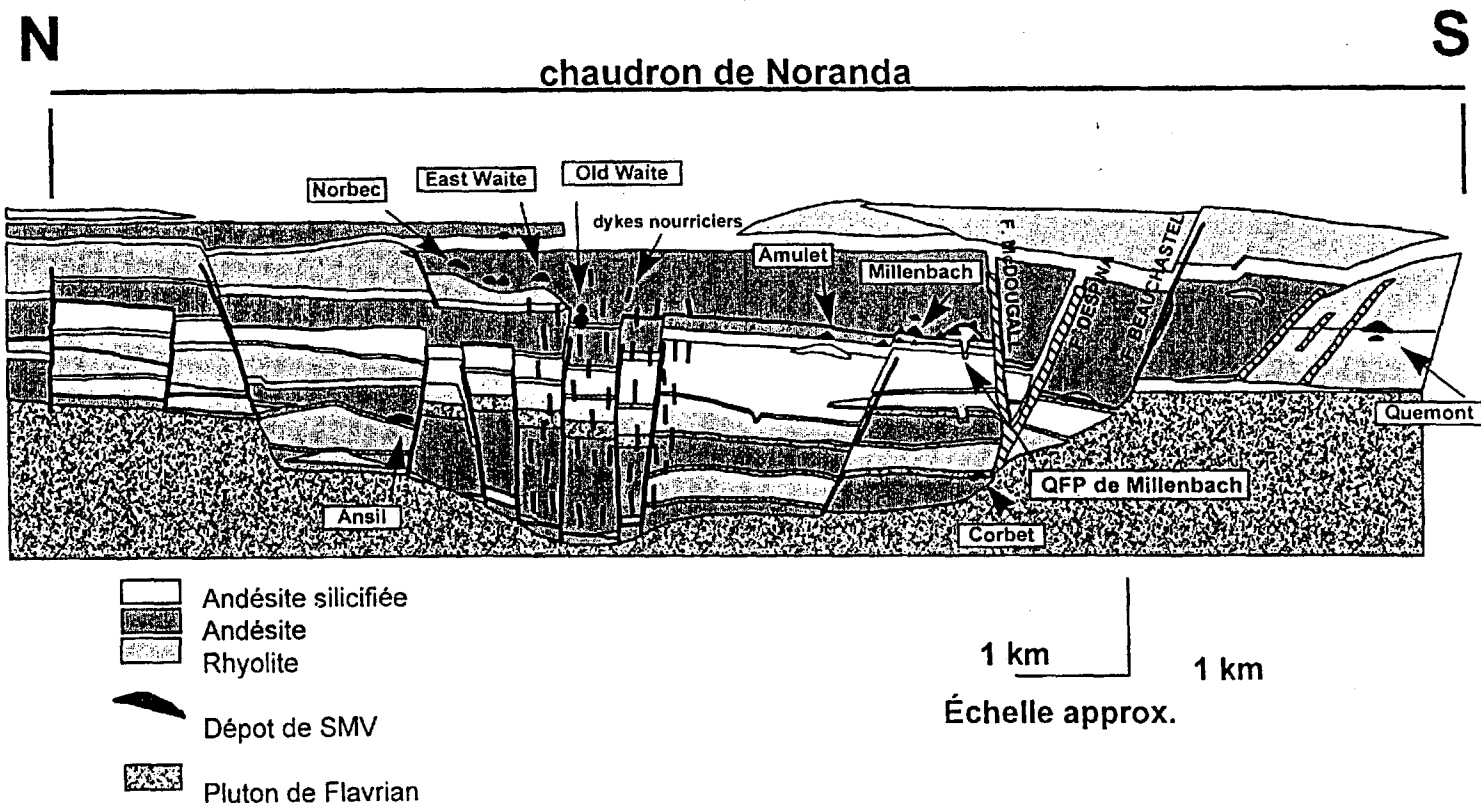 N
S
chaudron de Noranda
Norbec
East Waite
Old Waite
dykes nourriciers
Amulet
Millenbach
F. McDOUGALL
DESPINA
F. BEAUCHASTEL
Quemont
Ansil
QFP de Millenbach
Corbet
Andésite silicifiée
Andésite
Rhyolite
Dépot de SMV
Pluton de Flavrian
1 km
1 km
Échelle approx.